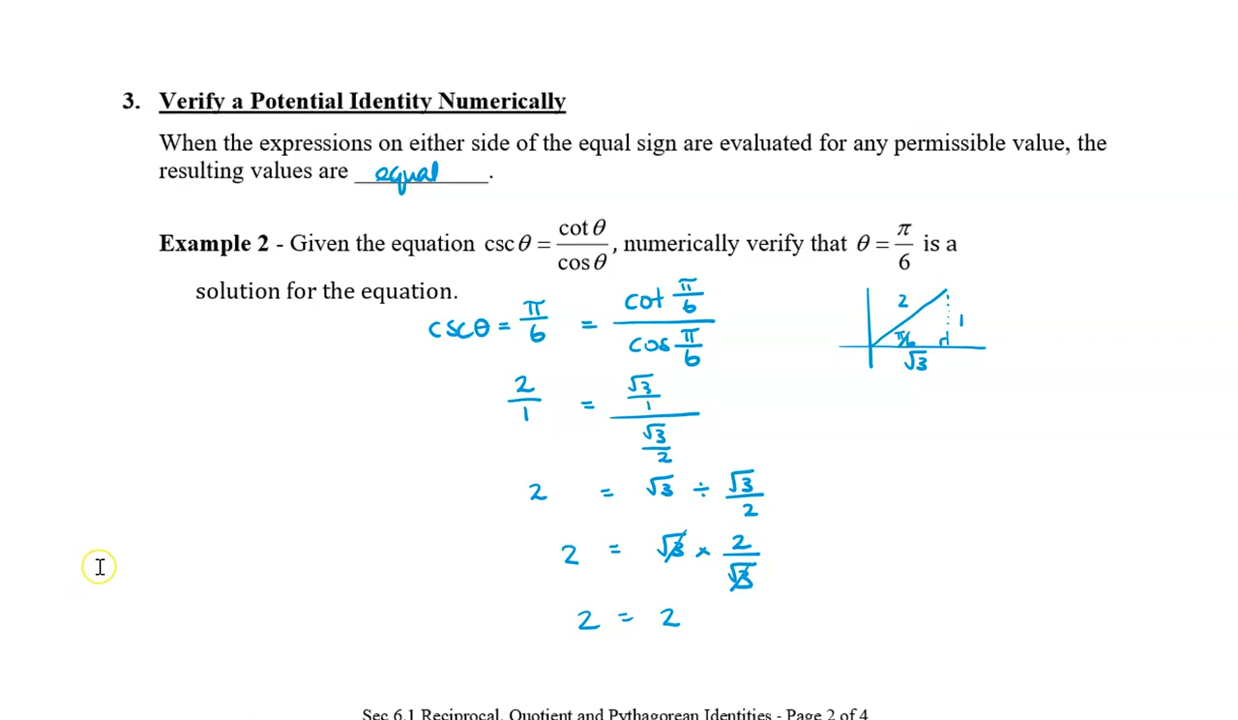 3. Verify a Potential Identity Numerically
When the expressions on either side of the equal sign are evaluated for any permissible value, the
resulting values are equal.
Example 2 - Given the equation csc θ = cot θ / cos θ, numerically verify that θ = π/6 is a
solution for the equation.
cscθ = π/6 = cot π/6 / cos π/6
2/1 = √3/1 / √3/2
2 = √3 ÷ √3/2
2 = √3 × 2/√3
2 = 2
2
1
π/6
√3
Sec 6.1 Reciprocal, Quotient and Pythagorean Identities - Page 2 of 4